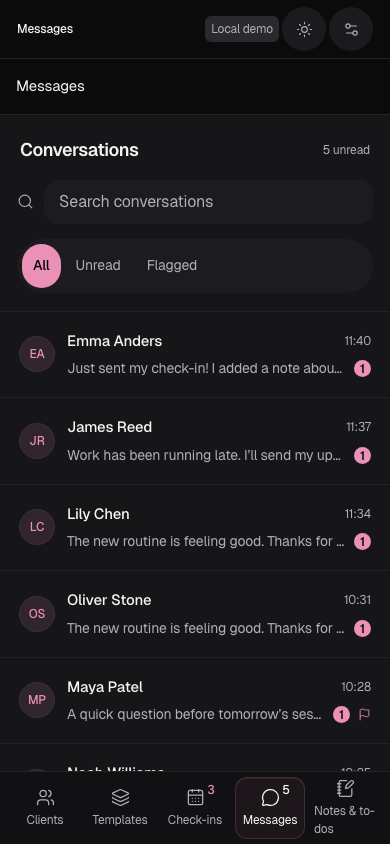 Messages
Local demo
Messages
Conversations
5 unread
Search conversations
All
Unread
Flagged
EA
Emma Anders
11:40
Just sent my check-in! I added a note abou...
1
JR
James Reed
11:37
Work has been running late. I'll send my up...
1
LC
Lily Chen
11:34
The new routine is feeling good. Thanks for ...
1
OS
Oliver Stone
10:31
The new routine is feeling good. Thanks for ...
1
MP
Maya Patel
10:28
A quick question before tomorrow's ses...
1
Clients
Templates
3
Check-ins
5
Messages
Notes & to-
dos